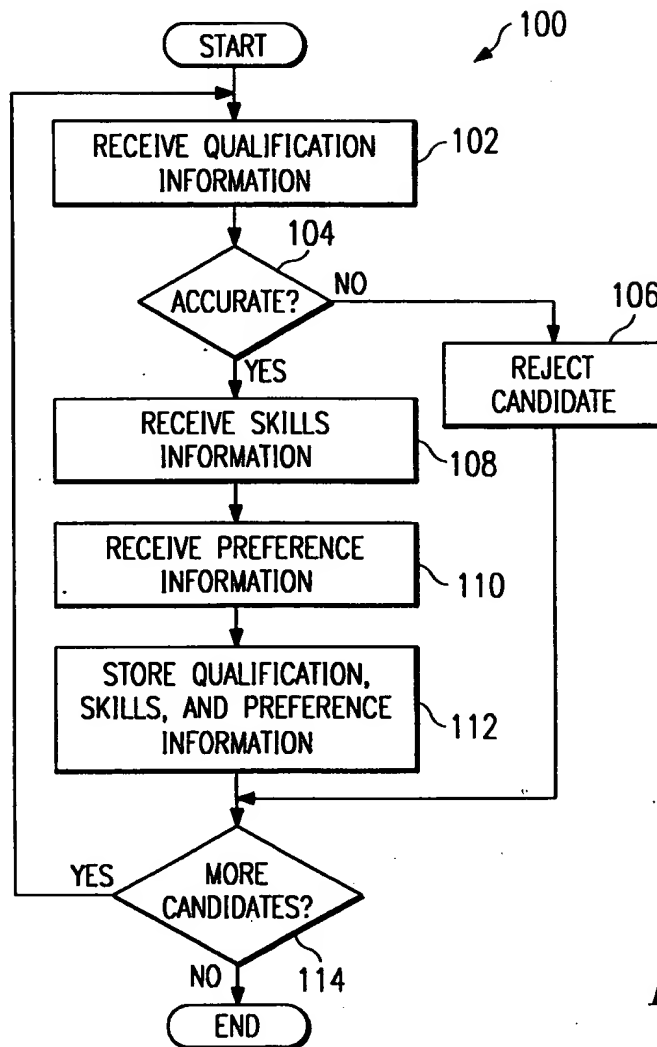 START
100
RECEIVE QUALIFICATION
INFORMATION
102
104
ACCURATE?
NO
YES
106
REJECT
CANDIDATE
RECEIVE SKILLS
INFORMATION
108
RECEIVE PREFERENCE
INFORMATION
110
STORE QUALIFICATION,
SKILLS, AND PREFERENCE
INFORMATION
112
YES
MORE
CANDIDATES?
114
NO
END